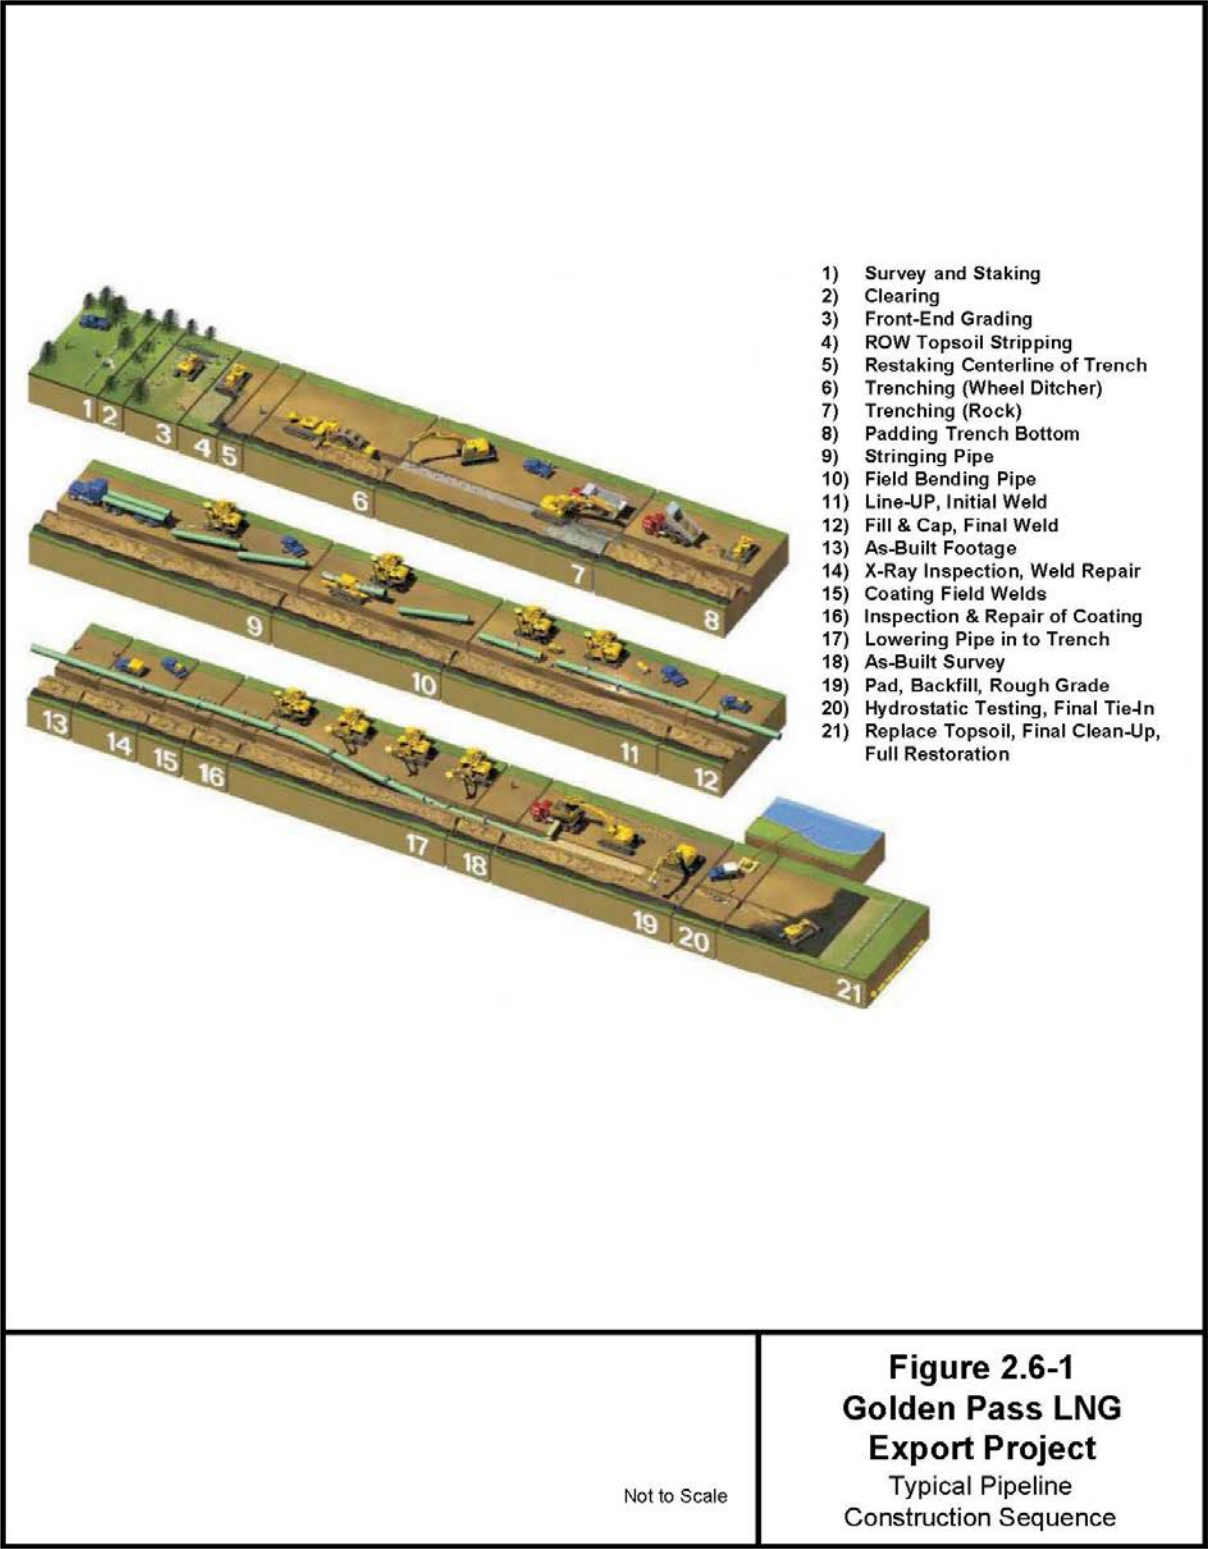 1) Survey and Staking
2) Clearing
3) Front-End Grading
4) ROW Topsoil Stripping
5) Restaking Centerline of Trench
6) Trenching (Wheel Ditcher)
7) Trenching (Rock)
8) Padding Trench Bottom
9) Stringing Pipe
10) Field Bending Pipe
11) Line-UP, Initial Weld
12) Fill & Cap, Final Weld
13) As-Built Footage
14) X-Ray Inspection, Weld Repair
15) Coating Field Welds
16) Inspection & Repair of Coating
17) Lowering Pipe in to Trench
18) As-Built Survey
19) Pad, Backfill, Rough Grade
20) Hydrostatic Testing, Final Tie-In
21) Replace Topsoil, Final Clean-Up,
Full Restoration
1 2 3 4 5 6 7 8
9 10 11 12
13 14 15 16 17 18 19 20 21
Not to Scale
Figure 2.6-1
Golden Pass LNG
Export Project
Typical Pipeline
Construction Sequence